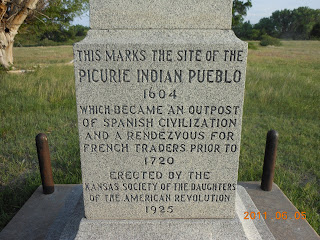 THIS MARKS THE SITE OF THE
PICURIE INDIAN PUEBLO
1604
WHICH BECAME AN OUTPOST
OF SPANISH CIVILIZATION
AND A RENDEZVOUS FOR
FRENCH TRADERS PRIOR TO
1720
ERECTED BY THE
KANSAS SOCIETY OF THE DAUGHTERS
OF THE AMERICAN REVOLUTION
1925